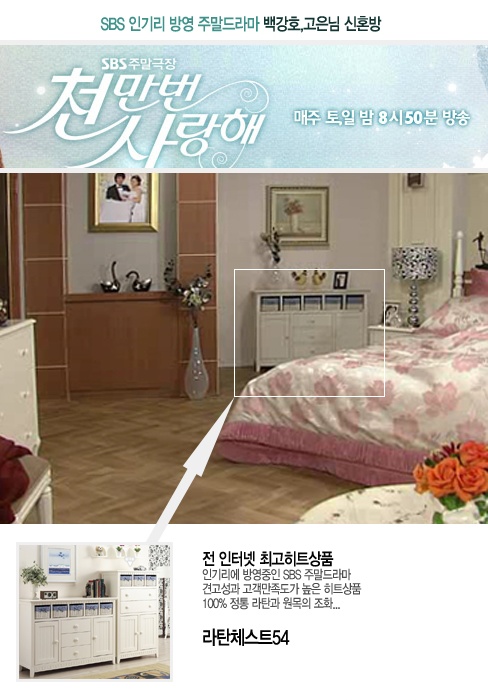 SBS 인기리 방영 주말드라마 백강호,고은님 신혼방
SBS 주말극장
천만번
사랑해
매주 토,일 밤 8시50분 방송
전 인터넷 최고히트상품
인기리에 방영중인 SBS 주말드라마
견고성과 고객만족도가 높은 히트상품
100% 정통 라탄과 원목의 조화...
라탄체스트54